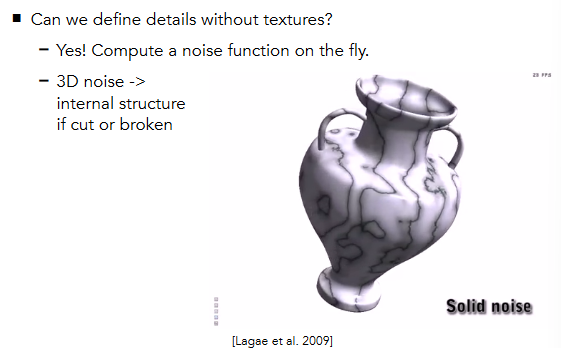 Can we define details without textures?
– Yes! Compute a noise function on the fly.
– 3D noise ->
internal structure
if cut or broken
23 FPS
Solid noise
[Lagae et al. 2009]